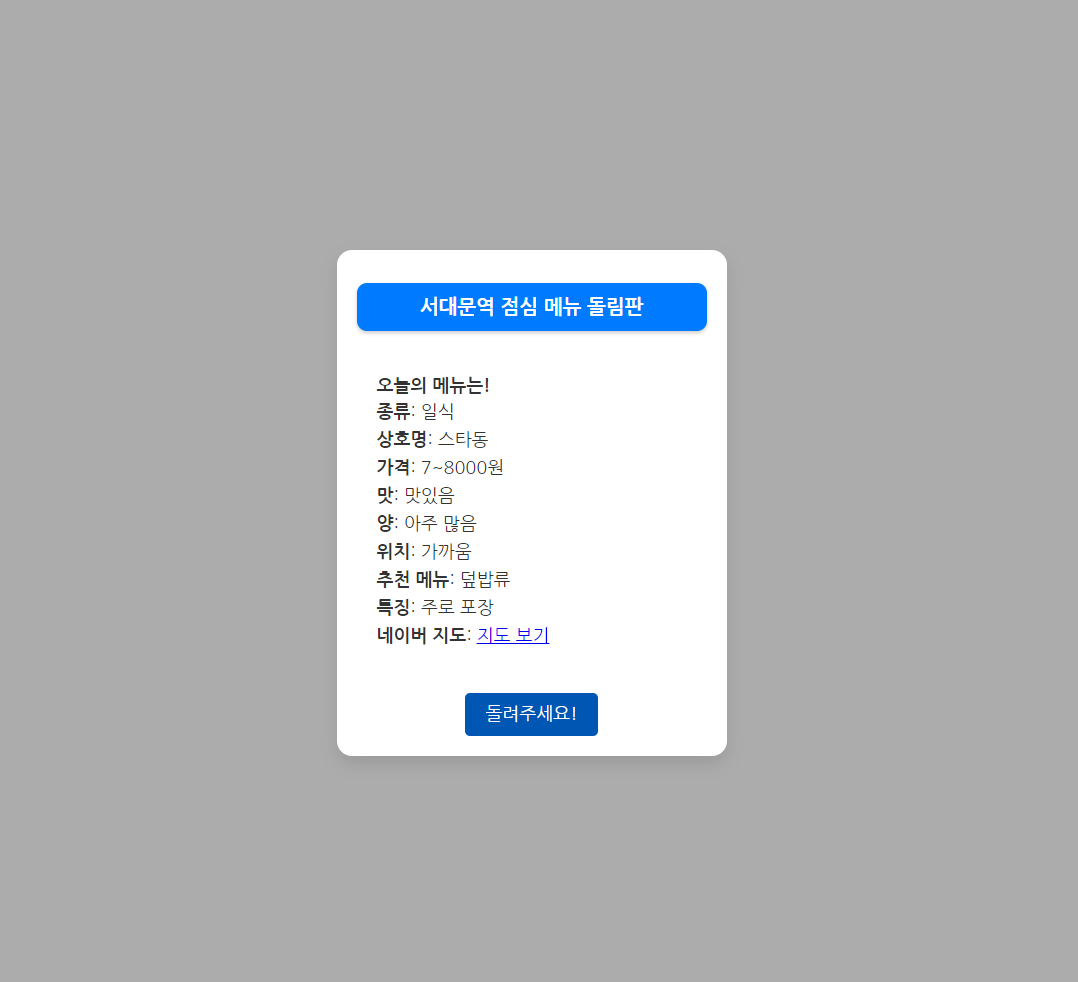 서대문역 점심 메뉴 돌림판
오늘의 메뉴는!
종류: 일식
상호명: 스타동
가격: 7~8000원
맛: 맛있음
양: 아주 많음
위치: 가까움
추천 메뉴: 덮밥류
특징: 주로 포장
네이버 지도: 지도 보기
돌려주세요!